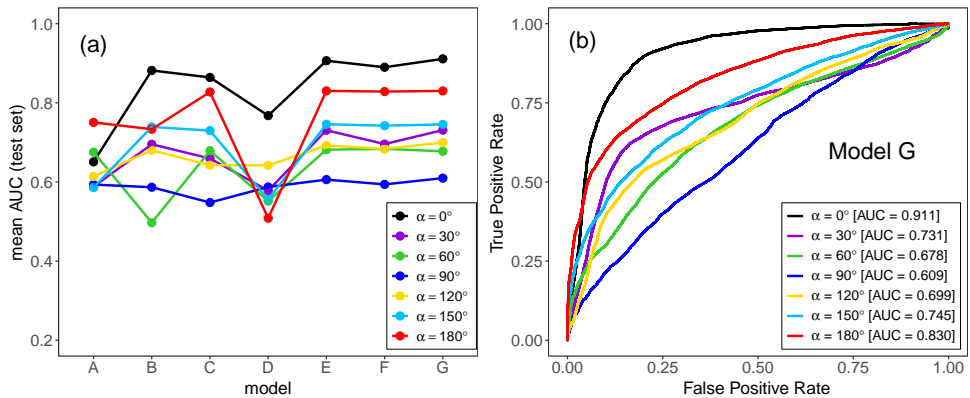 (a)
mean AUC (test set)
1.0
0.8
0.6
0.4
0.2
A B C D E F G
model
α = 0°
α = 30°
α = 60°
α = 90°
α = 120°
α = 150°
α = 180°
(b)
True Positive Rate
1.00
0.75
0.50
0.25
0.00
0.00 0.25 0.50 0.75 1.00
False Positive Rate
Model G
α = 0° [AUC = 0.911]
α = 30° [AUC = 0.731]
α = 60° [AUC = 0.678]
α = 90° [AUC = 0.609]
α = 120° [AUC = 0.699]
α = 150° [AUC = 0.745]
α = 180° [AUC = 0.830]